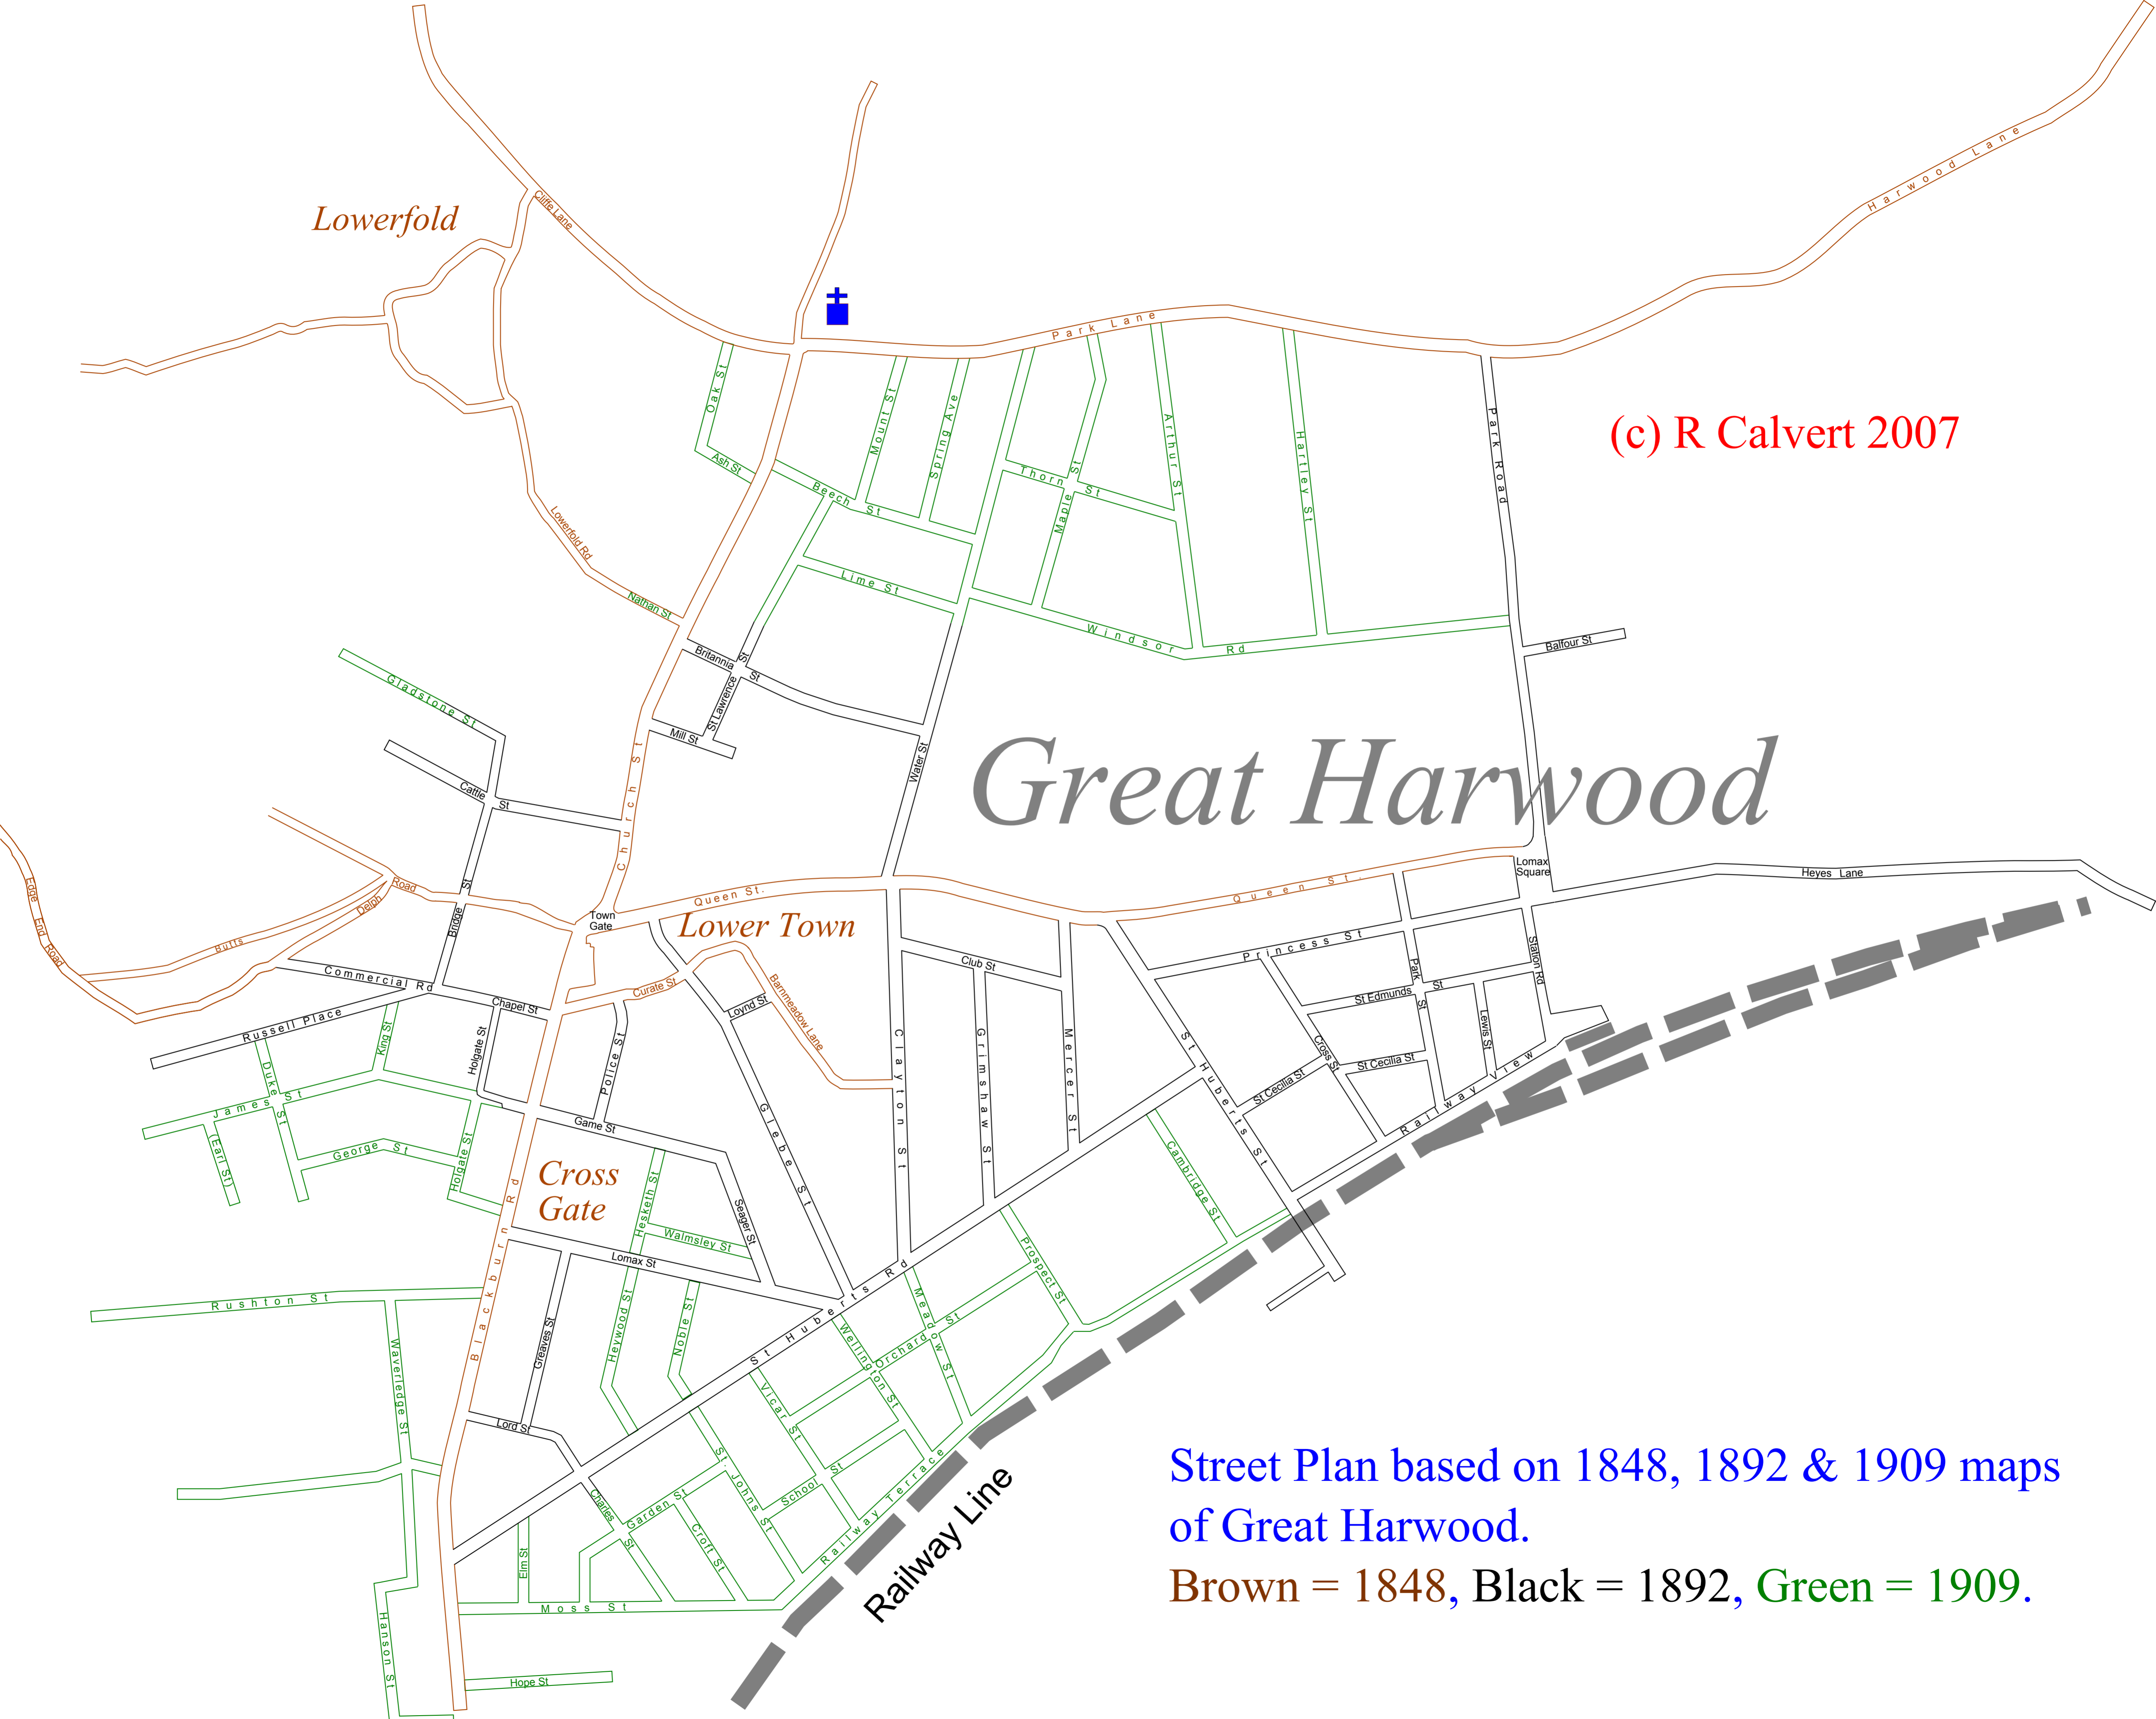 Harwood Lane
Cliffe Lane
Lowerfold
Park Lane
Oak St
Mount St
Spring Ave
Arthur St
Hartley St
Park Road
(c) R Calvert 2007
Ash St
Beech St
Thorn St
Maple St
Lowerfold Rd
Lime St
Nathan St
Windsor Rd
Balfour St
Britannia St
St Lawrence St
Gladstone St
Mill St
Church St
Water St
Great Harwood
Cattle St
Lomax
Square
Heyes Lane
Edge End Road
Delph Road
Butts
Bridge St
Queen St.
Queen St.
Town
Gate
Lower Town
Princess St
Station Rd
Club St
Commercial Rd
Chapel St
Curate St
Barnmeadow Lane
Loynd St
Park St
St Edmunds St
Russell Place
King St
Holgate St
Police St
Clayton St
Grimshaw St
Mercer St
St Huberts St
Lewis St
Cross St
St Cecilia St
St Cecilia St
Railway View
Duke St
James St
(Earl St)
George St
Holgate St
Game St
Glebe St
Cambridge St
Cross
Gate
Hesketh St
Seager St
Walmsley St
Blackburn Rd
Lomax St
St Huberts Rd
Prospect St
Rushton St
Waverledge St
Greaves St
Heywood St
Noble St
Wellington St
Meadow St
Orchard St
Vicar St
Lord St
St. Johns St
School St
Charles St
Garden St
Croft St
Railway Terrace
Elm St
Moss St
Railway Line
Hanson St
Hope St
Street Plan based on 1848, 1892 & 1909 maps
of Great Harwood.
Brown = 1848, Black = 1892, Green = 1909.